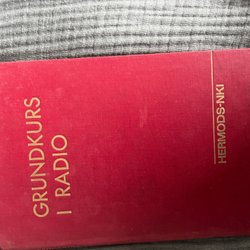 GRUNDKURS
I RADIO
HERMODS-NKI